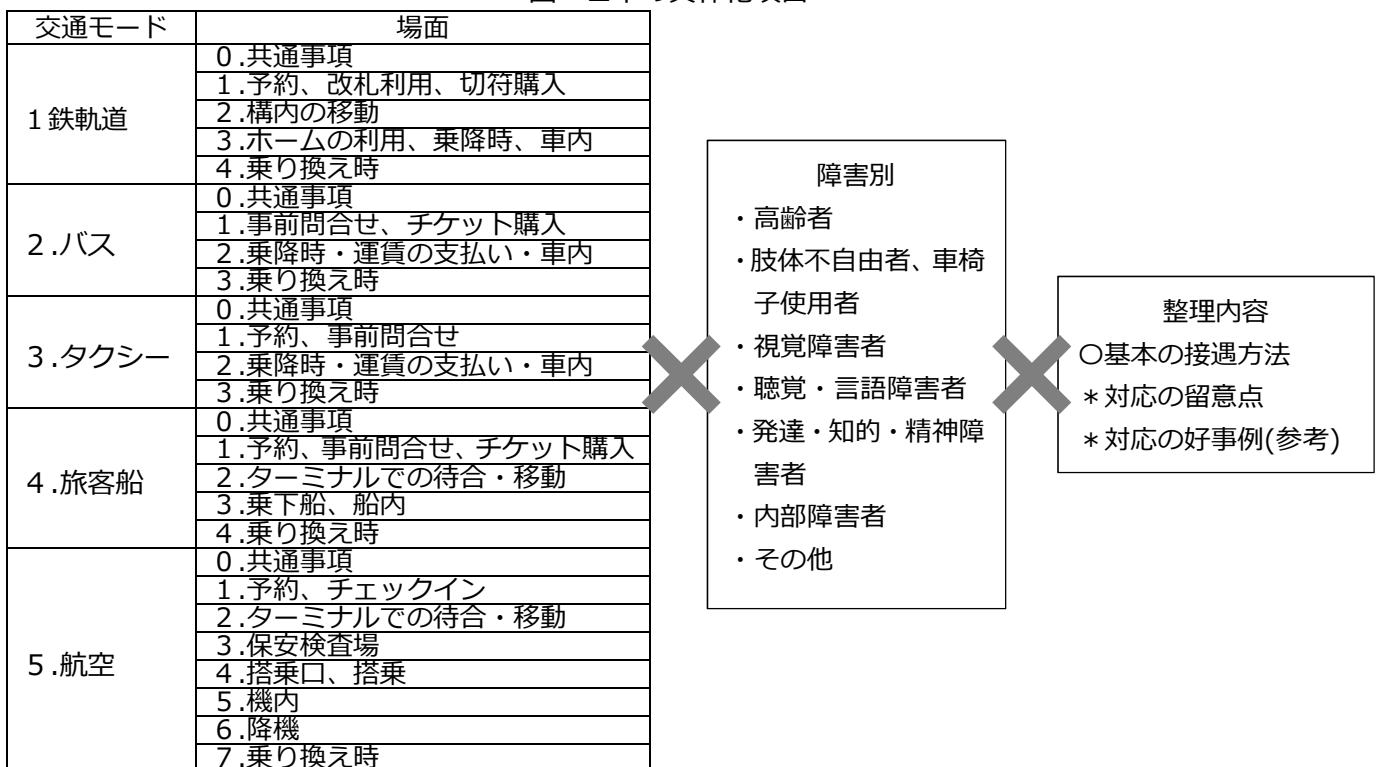 交通モード 場面
１鉄軌道
０.共通事項
１.予約、改札利用、切符購入
２.構内の移動
３.ホームの利用、乗降時、車内
４.乗り換え時
２.バス
０.共通事項
１.事前問合せ、チケット購入
２.乗降時・運賃の支払い・車内
３.乗り換え時
３.タクシー
０.共通事項
１.予約、事前問合せ
２.乗降時・運賃の支払い・車内
３.乗り換え時
４.旅客船
０.共通事項
１.予約、事前問合せ、チケット購入
２.ターミナルでの待合・移動
３.乗下船、船内
４.乗り換え時
５.航空
０.共通事項
１.予約、チェックイン
２.ターミナルでの待合・移動
３.保安検査場
４.搭乗口、搭乗
５.機内
６.降機
７.乗り換え時
障害別
・高齢者
・肢体不自由者、車椅
子使用者
・視覚障害者
・聴覚・言語障害者
・発達・知的・精神障
害者
・内部障害者
・その他
整理内容
〇基本の接遇方法
＊対応の留意点
＊対応の好事例(参考)